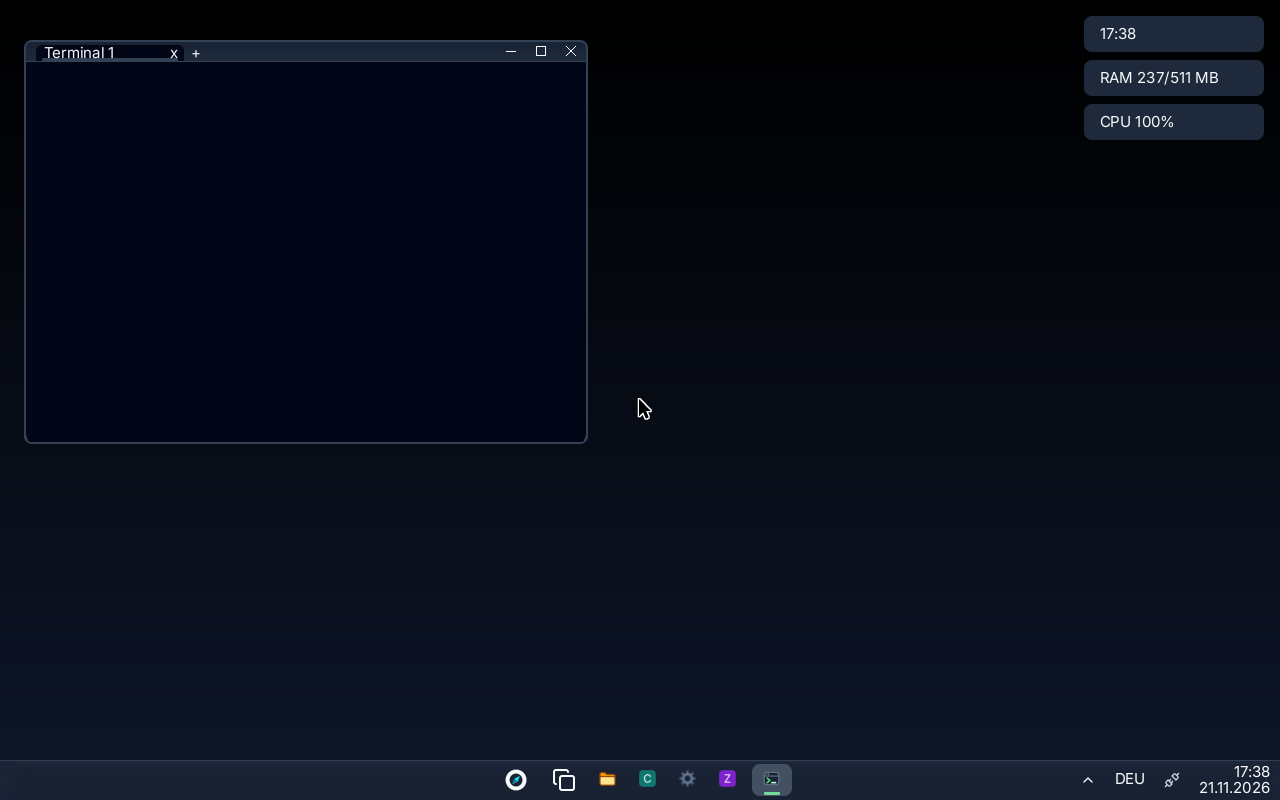 Terminal 1 x +
17:38
RAM 237/511 MB
CPU 100%
C
Z
DEU
17:38
21.11.2026